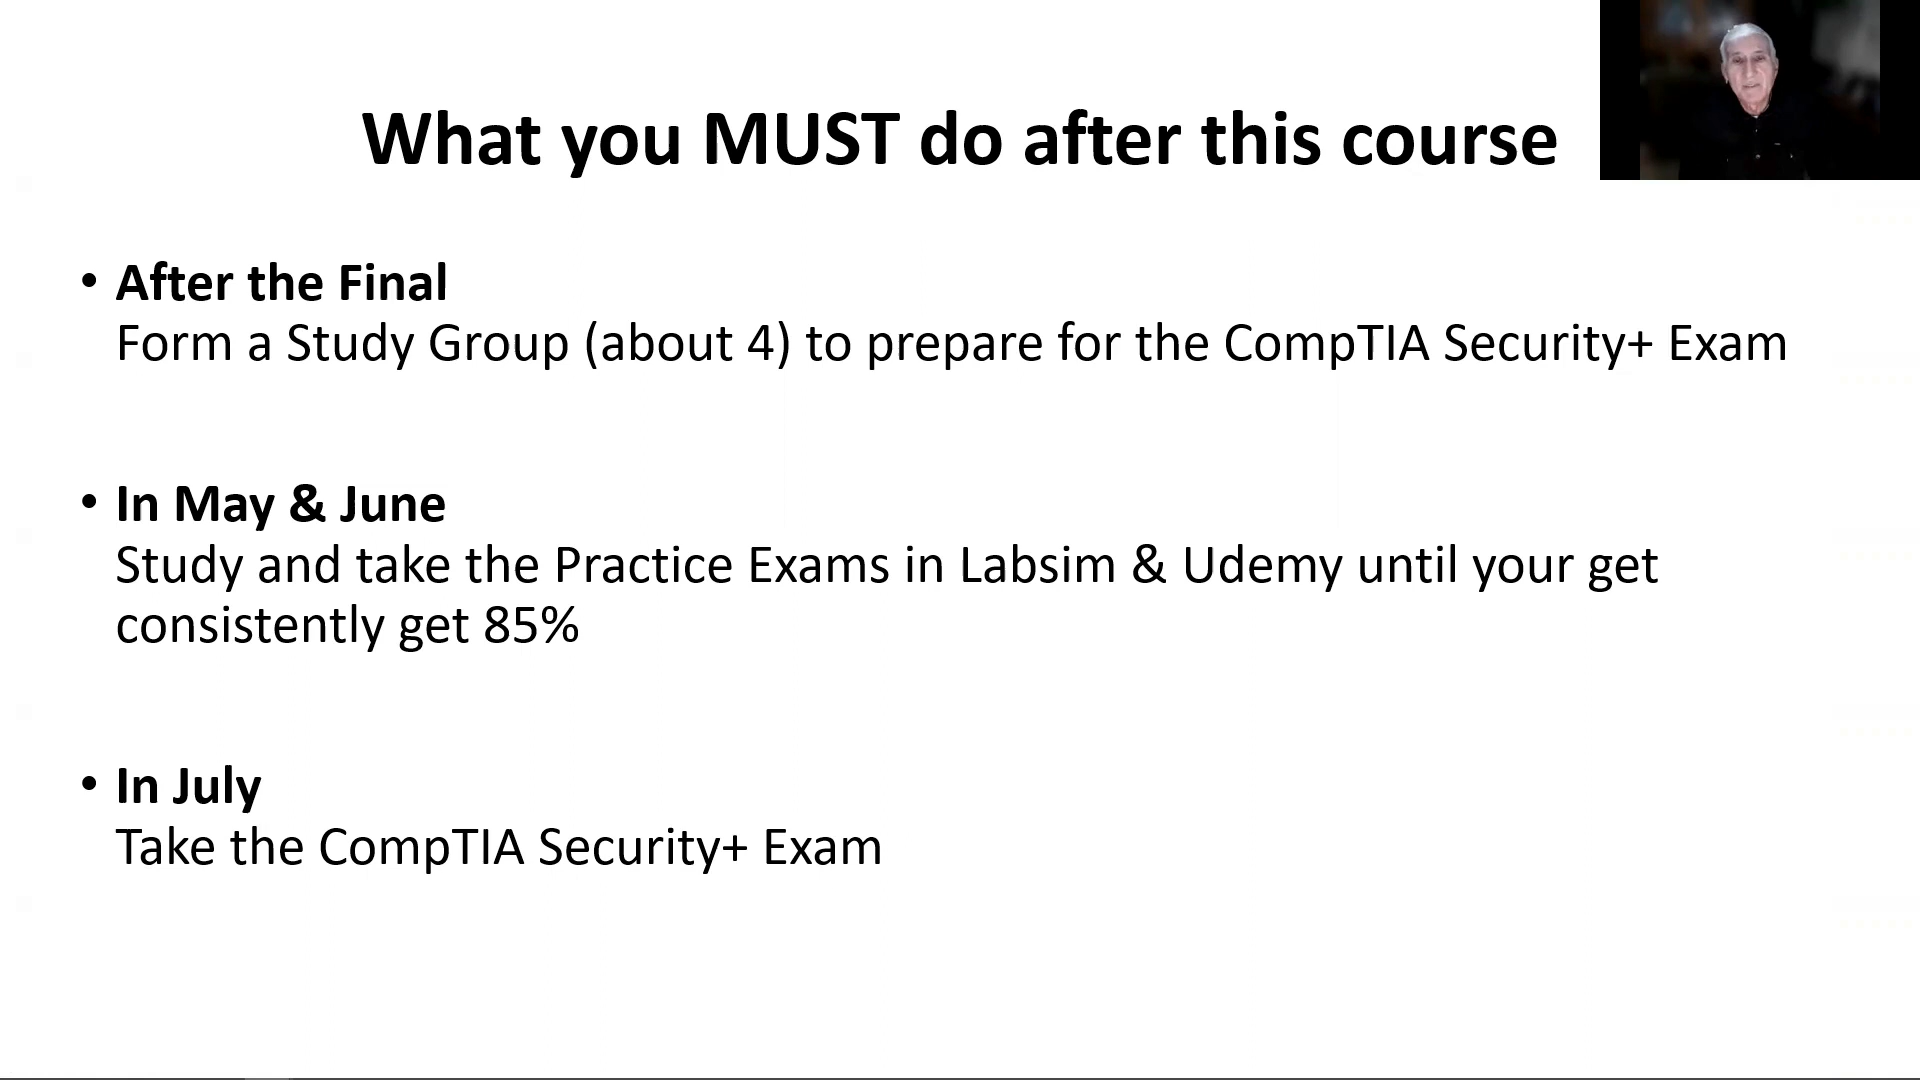 What you MUST do after this course
• After the Final
Form a Study Group (about 4) to prepare for the CompTIA Security+ Exam
• In May & June
Study and take the Practice Exams in Labsim & Udemy until your get
consistently get 85%
• In July
Take the CompTIA Security+ Exam